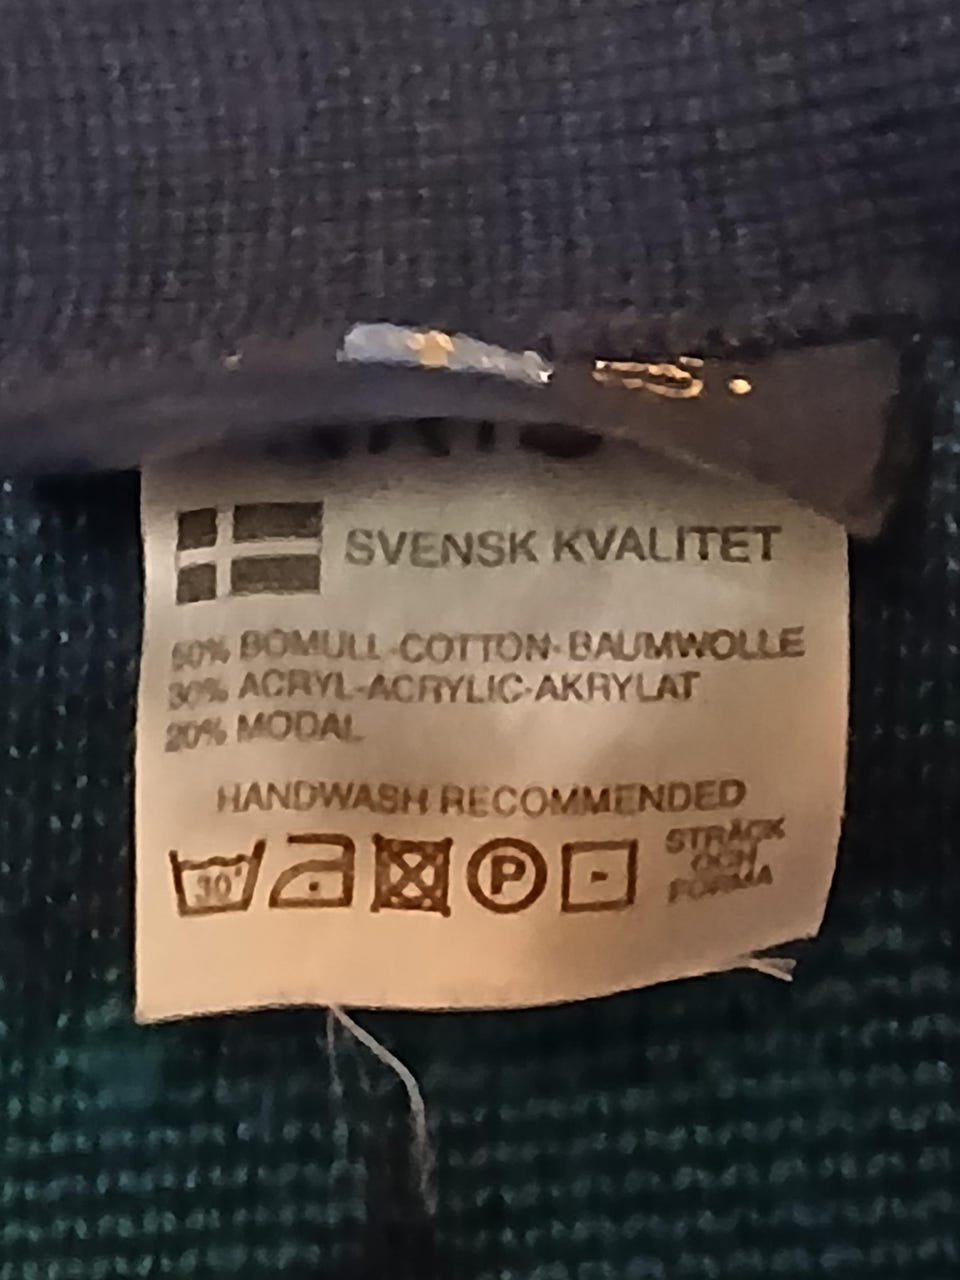 SVENSK KVALITET
50% BOMULL-COTTON-BAUMWOLLE
30% ACRYL-ACRYLIC-AKRYLAT
20% MODAL
HANDWASH RECOMMENDED
30°
P
STRÄCK
OCH
FORMA